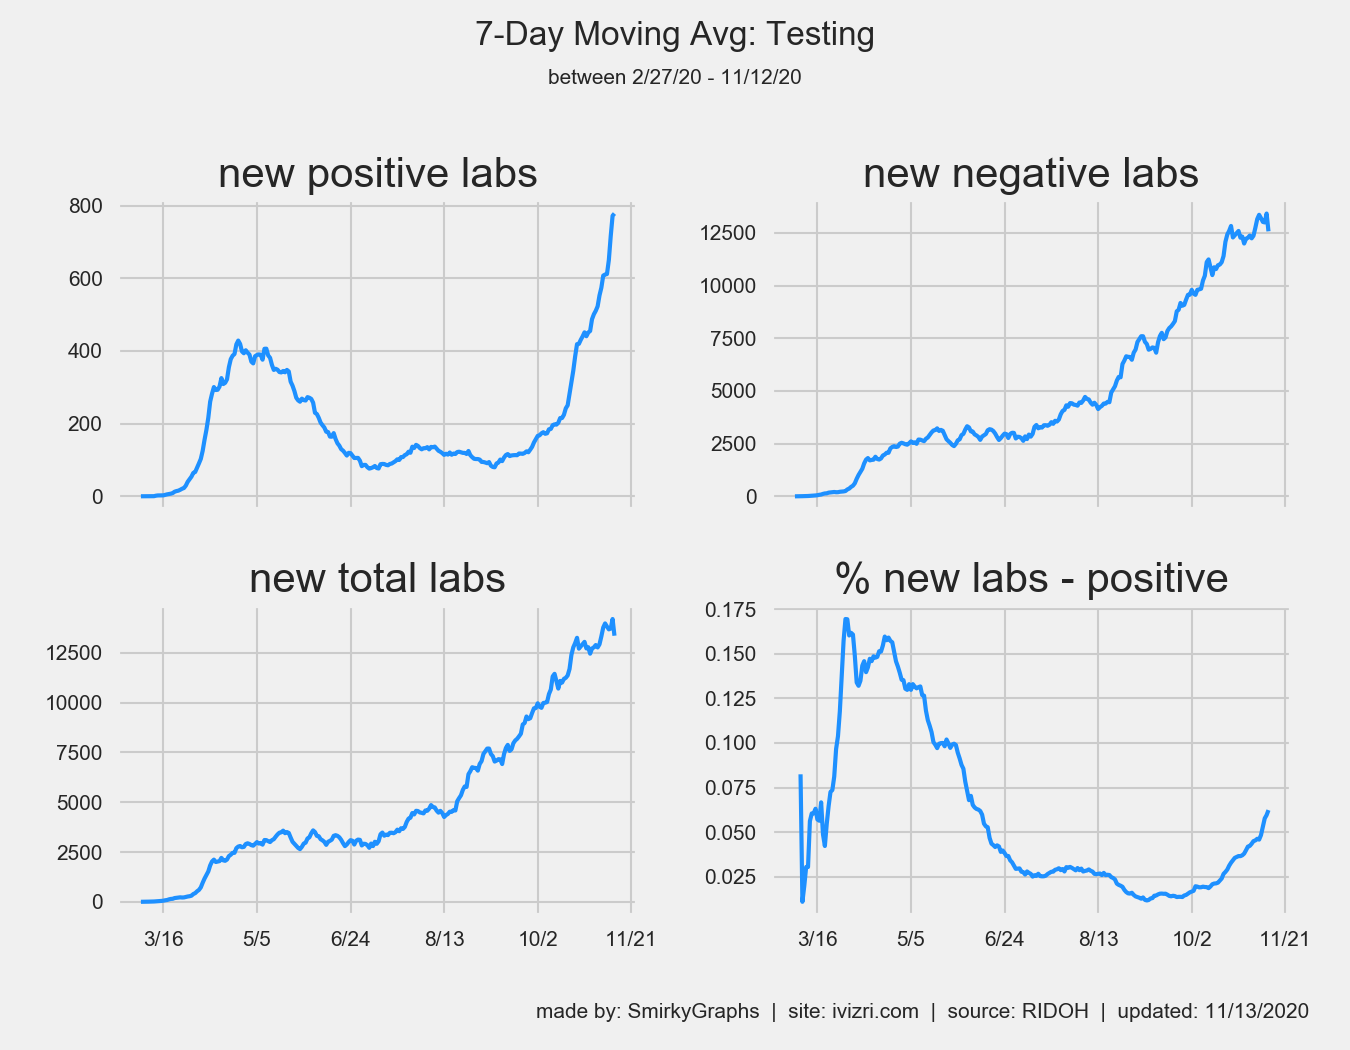 7-Day Moving Avg: Testing
between 2/27/20 - 11/12/20
new positive labs
800
600
400
200
0
new negative labs
12500
10000
7500
5000
2500
0
new total labs
12500
10000
7500
5000
2500
0
3/16 5/5 6/24 8/13 10/2 11/21
% new labs - positive
0.175
0.150
0.125
0.100
0.075
0.050
0.025
3/16 5/5 6/24 8/13 10/2 11/21
made by: SmirkyGraphs | site: ivizri.com | source: RIDOH | updated: 11/13/2020